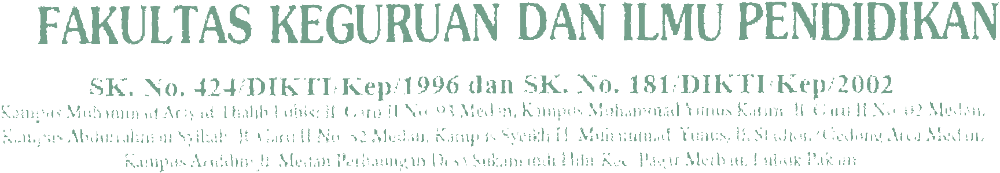 FAKULTAS KEGURUAN DAN ILMU PENDIDIKAN
SK. No. 424/DIKTI/Kep/1996 dan SK. No. 181/DIKTI/Kep/2002
Kampus Muhammad Arsyad Thalib Lubis: Jl. Garu II No. 93 Medan, Kampus Muhammad Yunus Karim Jl. Garu II No. 02 Medan,
Kampus Abdurrahman Syihab Jl. Garu II No. 52 Medan, Kampus Syeikh H. Muhammad Yunus, Jl. Stadion/Gedung Arca Medan,
Kampus Aziddin Jl. Medan Perbaungan Desa Sukamandi Hilir Kec. Pagar Merbau, Lubuk Pakam